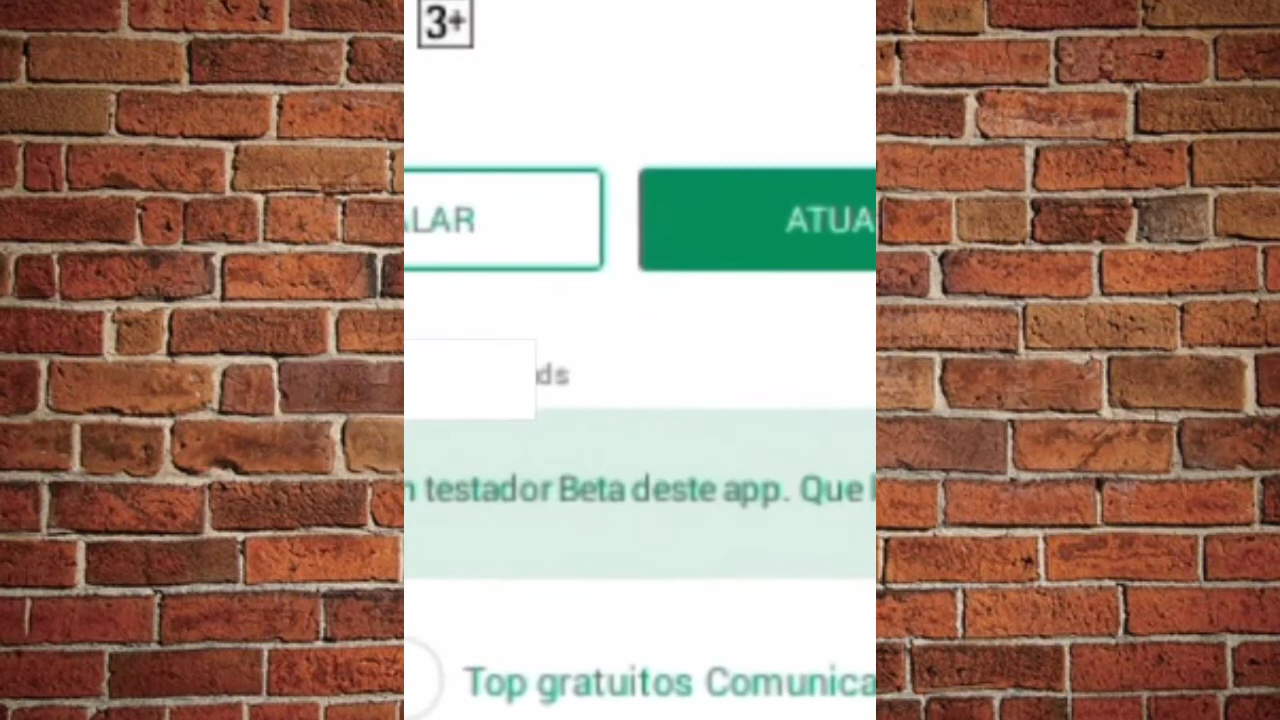 3+
ALAR
ATUA
ds
testador Beta deste app. Que
Top gratuitos Comunica